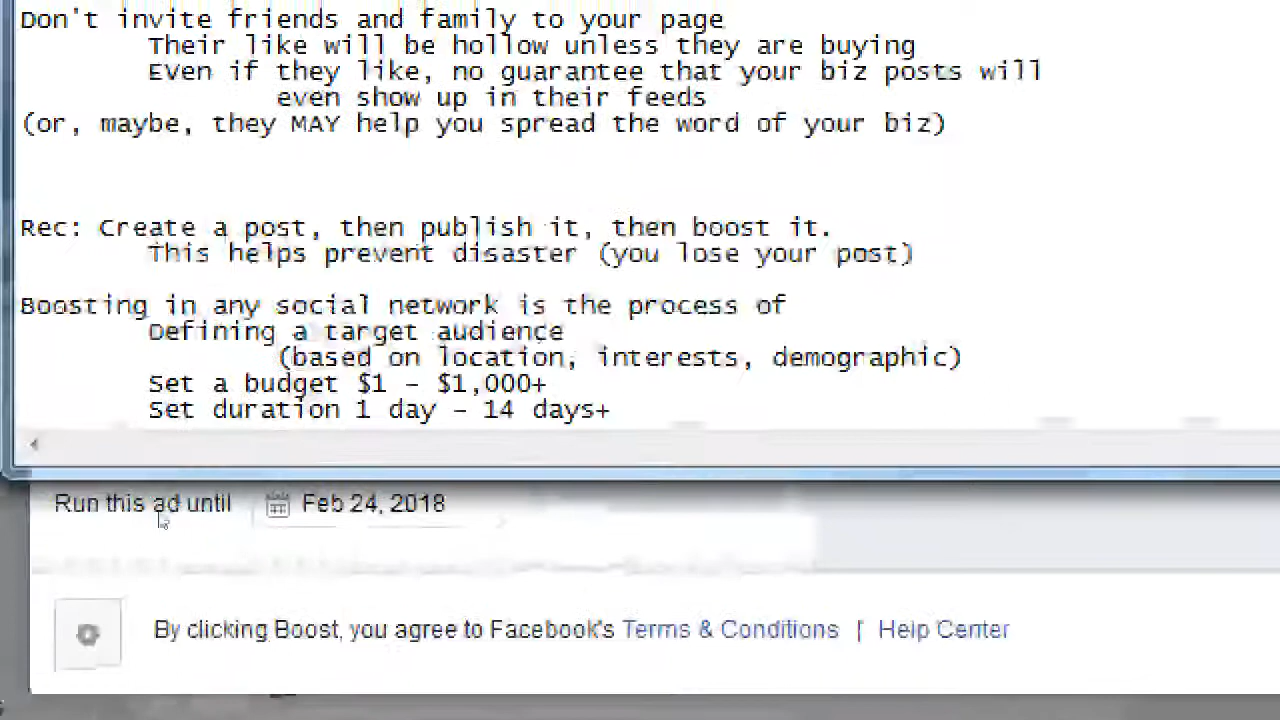 Don't invite friends and family to your page
Their like will be hollow unless they are buying
EVen if they like, no guarantee that your biz posts will
even show up in their feeds
(or, maybe, they MAY help you spread the word of your biz)
Rec: Create a post, then publish it, then boost it.
This helps prevent disaster (you lose your post)
Boosting in any social network is the process of
Defining a target audience
(based on location, interests, demographic)
Set a budget $1 - $1,000+
Set duration 1 day - 14 days+
Run this ad until Feb 24, 2018
By clicking Boost, you agree to Facebook's Terms & Conditions | Help Center